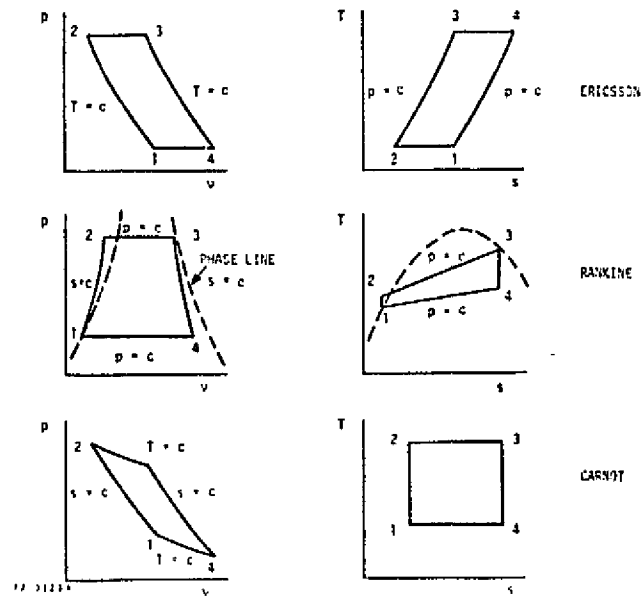 p
2
3
T = c
T = c
1
4
v
T
3
4
p = c
p = c
2
1
s
ERICSSON
p
2
p = c
3
PHASE LINE
s = c
s = c
1
4
p = c
v
T
3
p = c
2
4
1
p = c
s
RANKINE
p
2
T = c
s = c
s = c
1
T = c
4
v
T
2
3
1
4
s
CARNOT